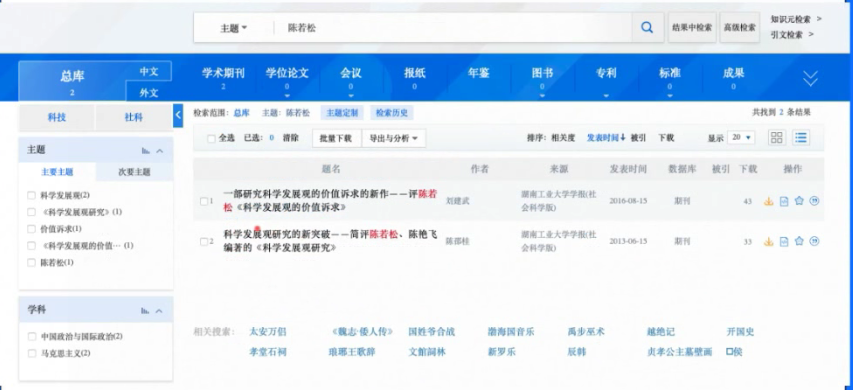 主题 陈若松 结果中检索 高级检索 知识元检索 >
引文检索 >
总库 2 中文 外文 学术期刊 2 学位论文 0 会议 0 报纸 0 年鉴 图书 0 专利 0 标准 0 成果 0
科技 社科 检索范围：总库 主题：陈若松 主题定制 检索历史 共找到 2 条结果
全选 已选：0 清除 批量下载 导出与分析 排序：相关度 发表时间↓ 被引 下载 显示 20
主题
主要主题 次要主题
科学发展观(2)
《科学发展观研究》(1)
价值诉求(1)
《科学发展观的价值… (1)
陈若松(1)
学科
中国政治与国际政治(2)
马克思主义(2)
题名 作者 来源 发表时间 数据库 被引 下载 操作
1 一部研究科学发展观的价值诉求的新作——评陈若
松《科学发展观的价值诉求》 刘建武 湖南工业大学学报(社
会科学版) 2016-08-15 期刊 43
2 科学发展观研究的新突破——简评陈若松、陈艳飞
编著的《科学发展观研究》 陈邵桂 湖南工业大学学报(社
会科学版) 2013-06-15 期刊 33
相关搜索： 太安万侣 《魏志·倭人传》 国姓爷合战 渤海国音乐 禹步巫术 越绝记 开国史
孝堂石祠 琅琊王歌辞 文馆詞林 新罗乐 辰韩 贞孝公主墓壁画 口侯